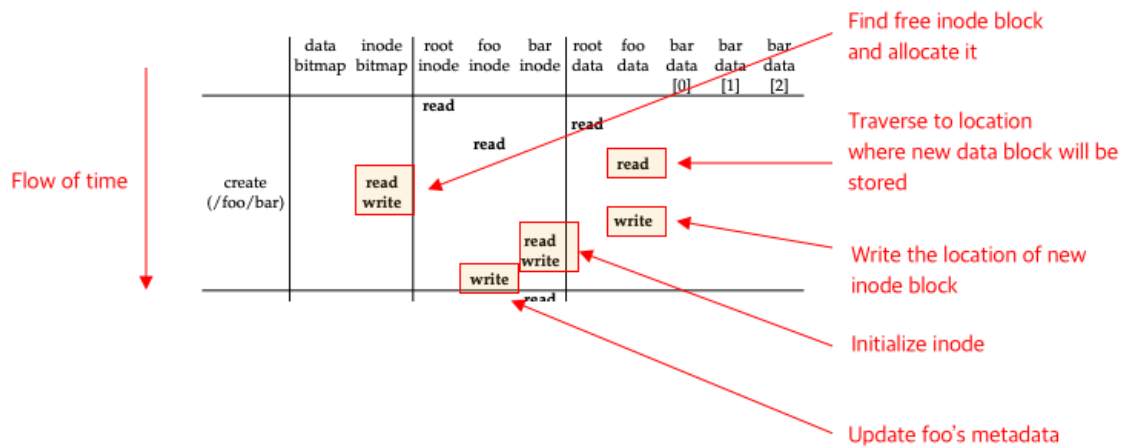 Find free inode block
and allocate it
data inode root foo bar root foo bar bar bar
bitmap bitmap inode inode inode data data data data data
[0] [1] [2]
read
read
read
Traverse to location
where new data block will be
stored
read
Flow of time
create
(/foo/bar)
read
write
write
Write the location of new
inode block
read
write
write
read
Initialize inode
Update foo's metadata